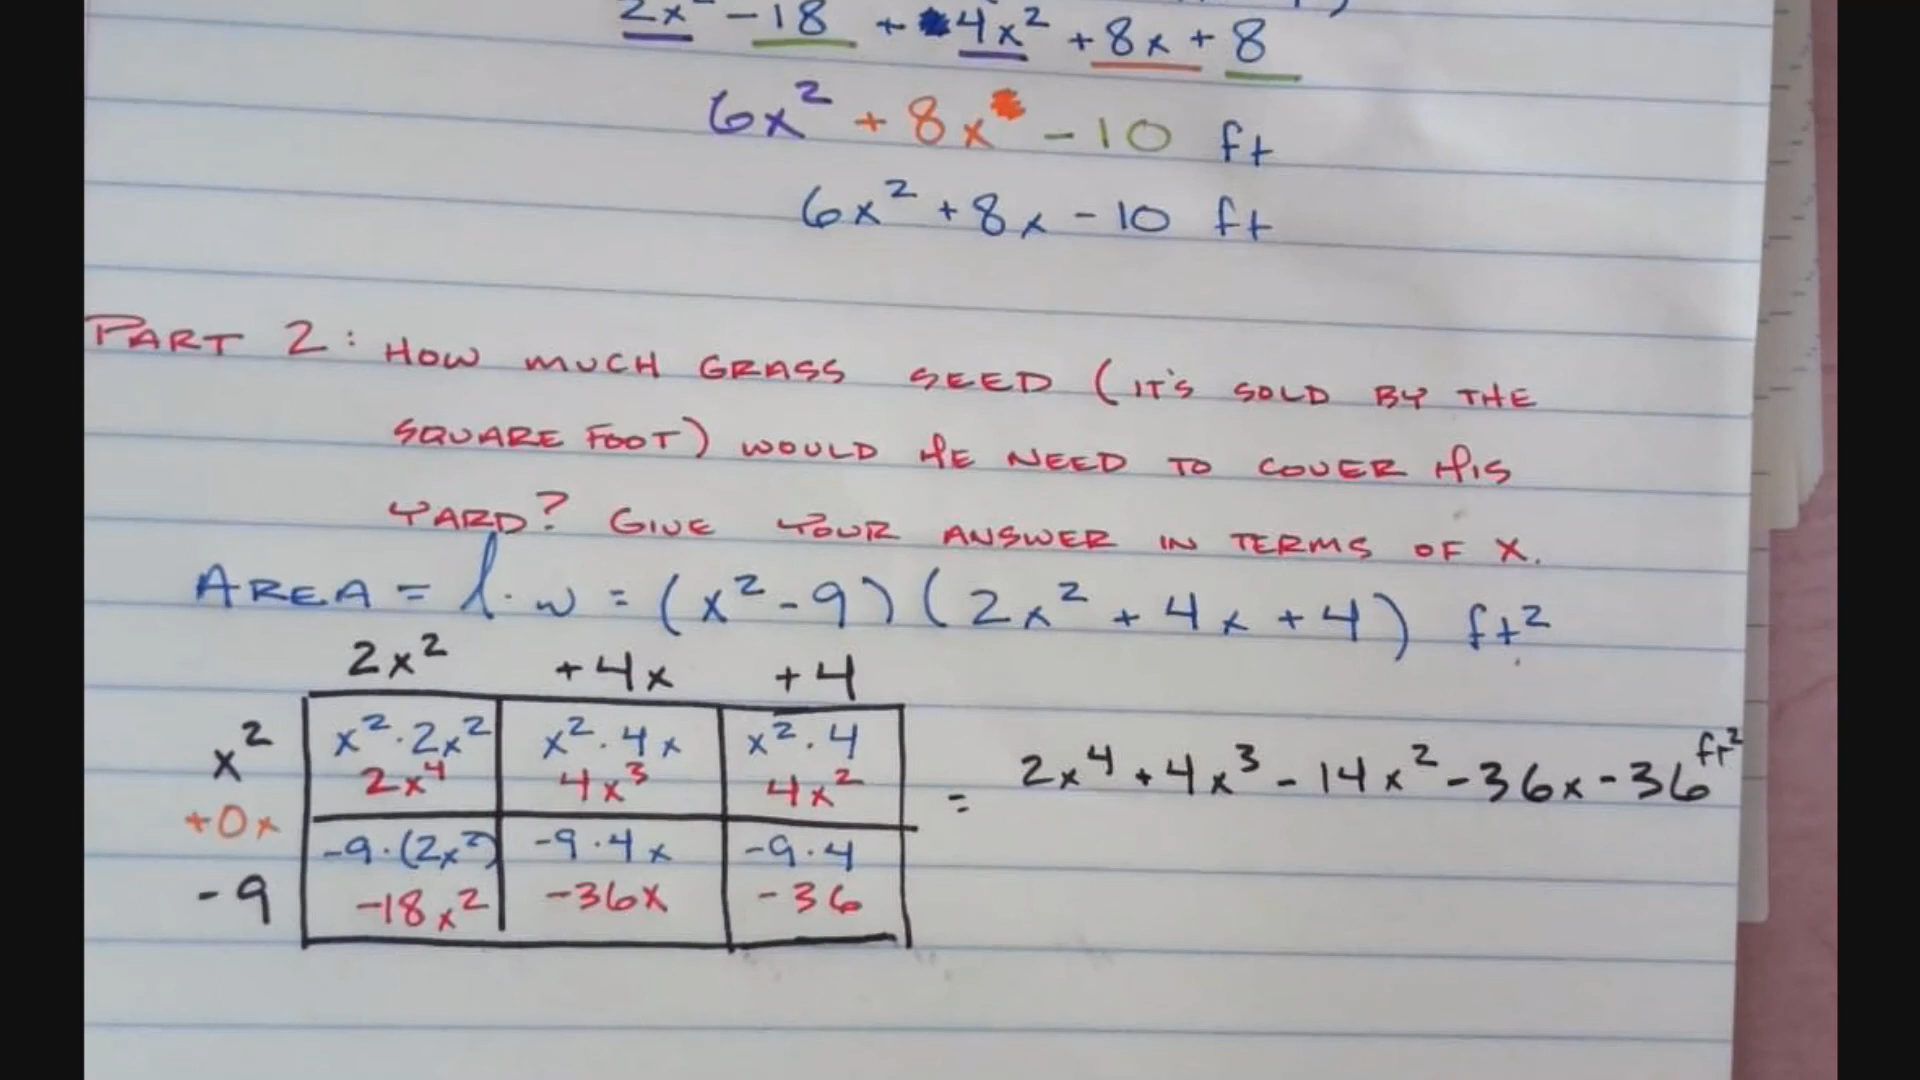 2x² - 18 + 4x² + 8x + 8
6x² + 8x - 10 ft
6x² + 8x - 10 ft
PART 2: HOW MUCH GRASS SEED (IT'S SOLD BY THE
SQUARE FOOT) WOULD HE NEED TO COVER HIS
YARD? GIVE YOUR ANSWER IN TERMS OF X.
AREA = l·w = (x² - 9)(2x² + 4x + 4) ft²
2x² +4x +4
x² x²·2x² x²·4x x²·4
2x⁴ 4x³ 4x²
= 2x⁴ + 4x³ - 14x² - 36x - 36 ft²
+0x
-9·(2x²) -9·4x -9·4
-9 -18x² -36x -36